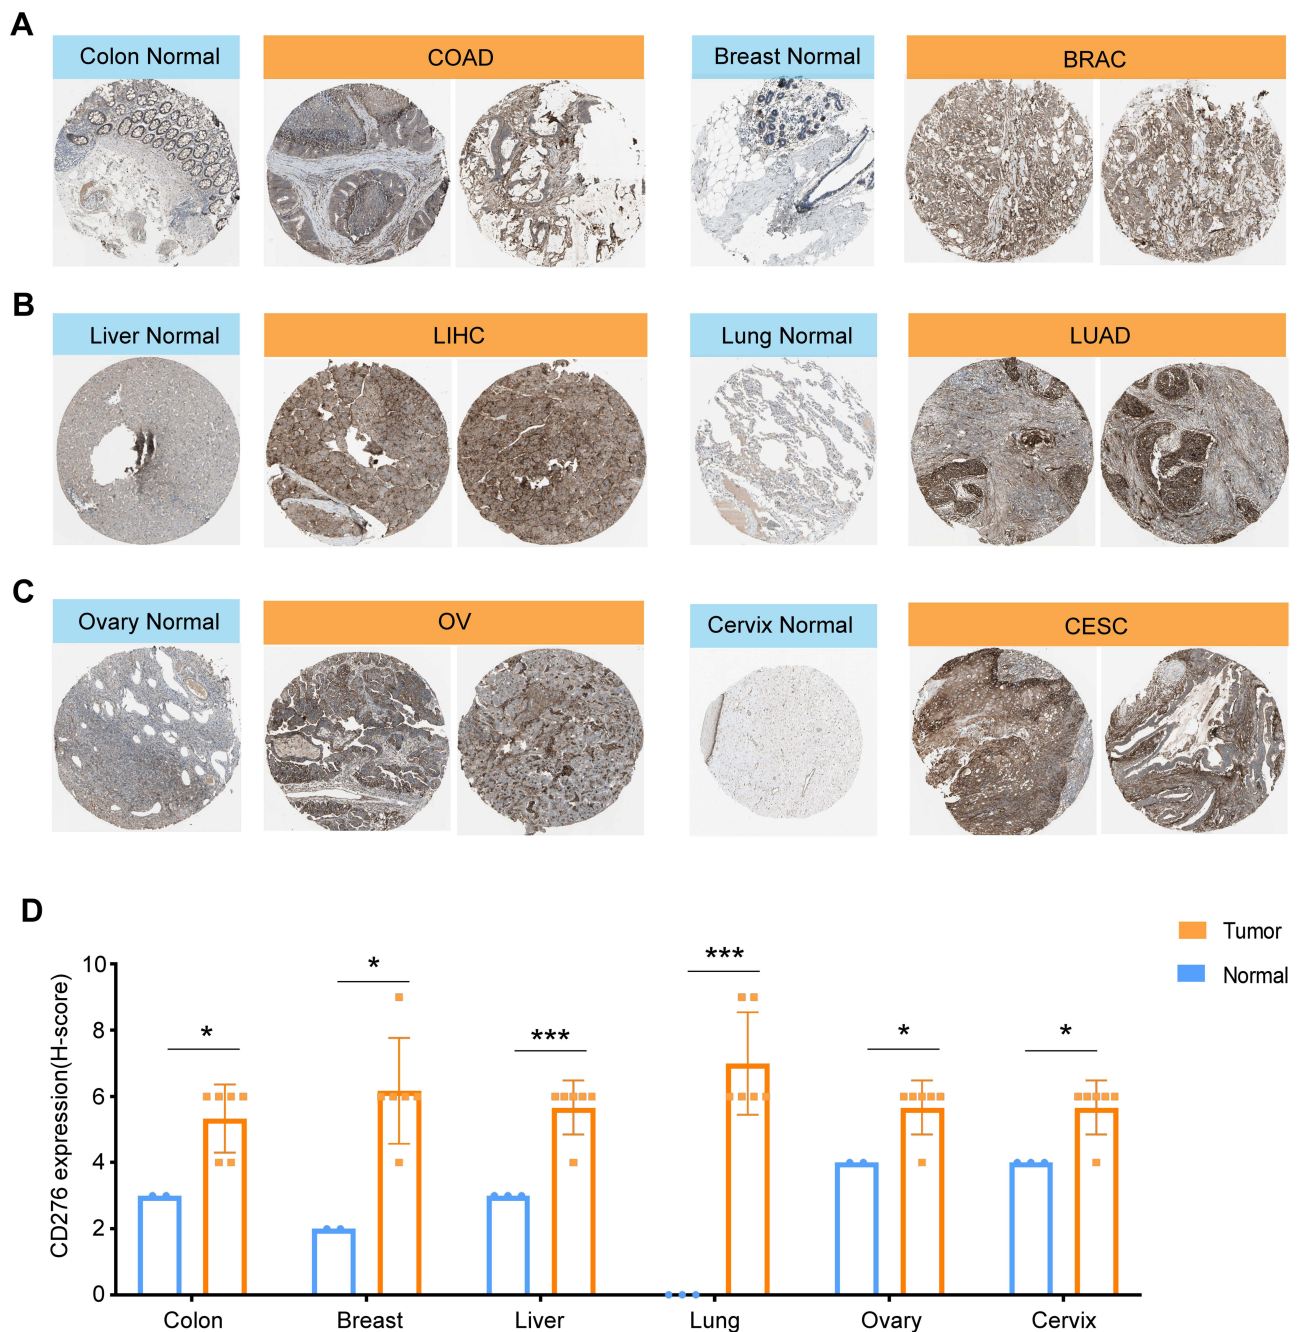 A
Colon Normal
COAD
Breast Normal
BRAC
B
Liver Normal
LIHC
Lung Normal
LUAD
C
Ovary Normal
OV
Cervix Normal
CESC
D
Tumor
Normal
CD276 expression(H-score)
10
8
6
4
2
0
*
*
***
***
*
*
Colon
Breast
Liver
Lung
Ovary
Cervix